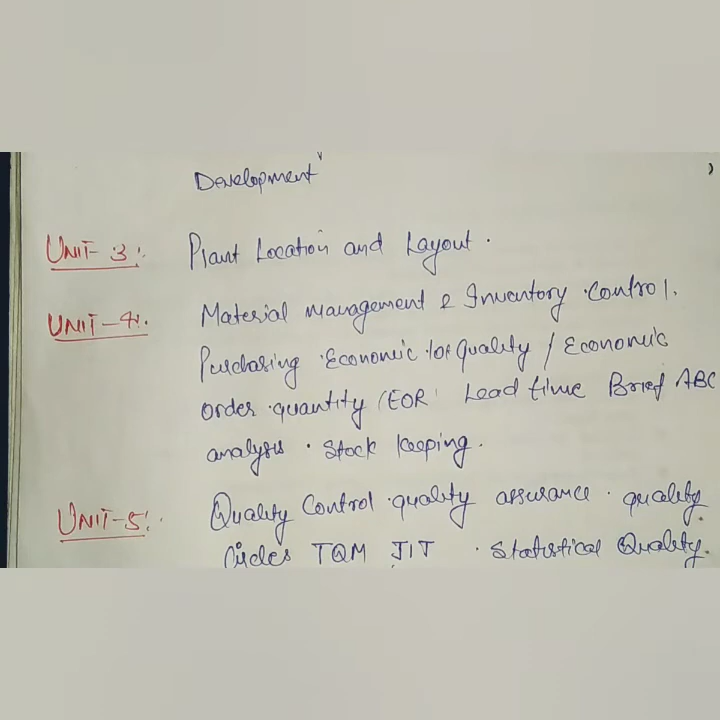 Development
UNIT-3:. Plant Location and Layout.
UNIT-4:. Material management & Inventory Control.
Purchasing Economic lot quality / Economic
Order quantity (EOR) Lead time Brief ABC
analysis. Stock keeping.
UNIT-5:. Quality Control quality assurance. quality
Circles TQM JIT. Statistical Quality.